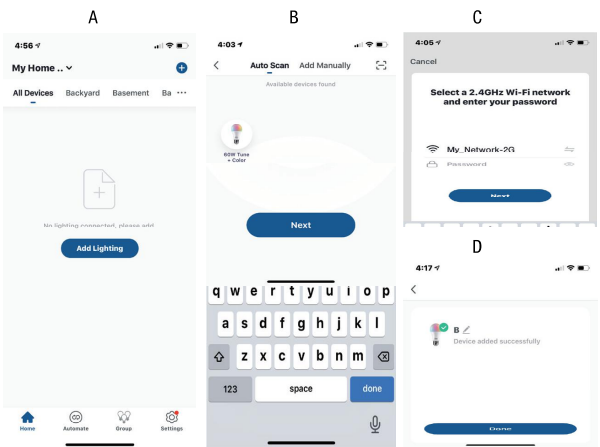 A
4:56
My Home .. 
All Devices Backyard Basement Ba ...
No lighting connected, please add
Add Lighting
Home Automate Group Settings
B
4:03
Auto Scan Add Manually
Available devices found
60W Tune
+ Color
Next
q w e r t y u i o p
a s d f g h j k l
z x c v b n m
123 space done
C
4:05
Cancel
Select a 2.4GHz Wi-Fi network
and enter your password
My_Network-2G
Password
Next
D
4:17
B
Device added successfully
Done